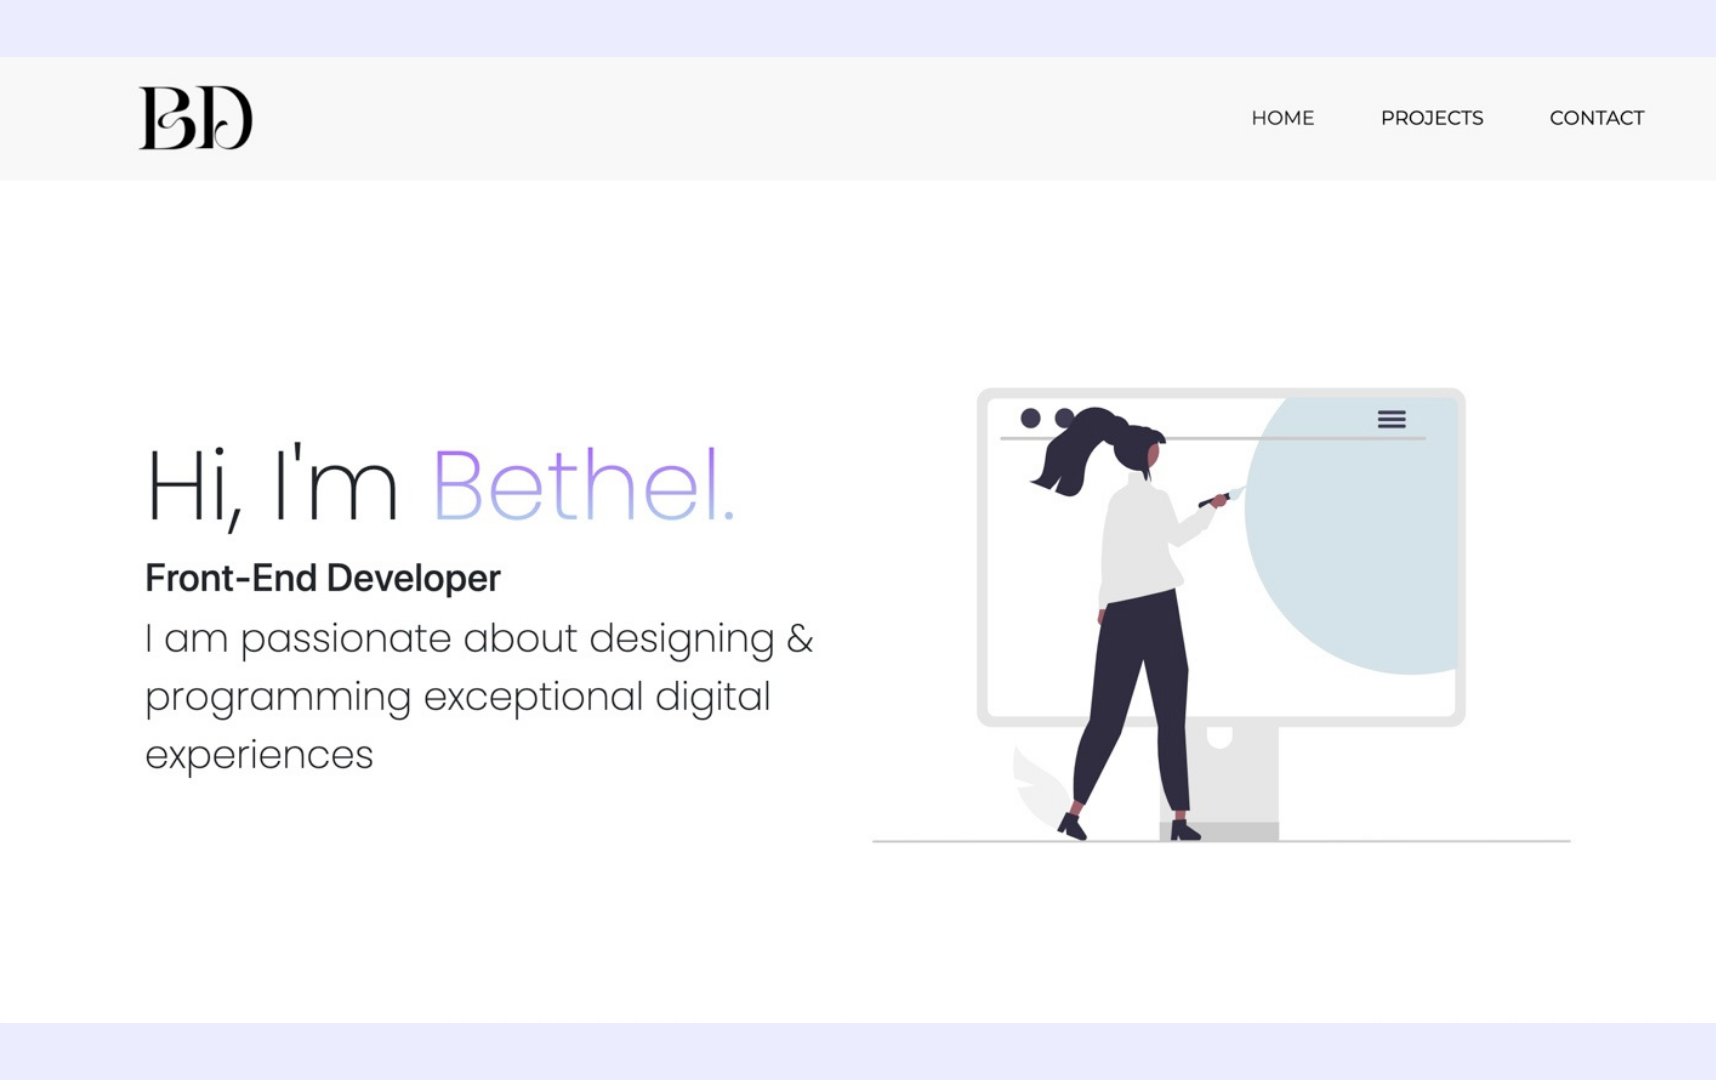 BD
HOME PROJECTS CONTACT
Hi, I'm Bethel.
Front-End Developer
I am passionate about designing &
programming exceptional digital
experiences